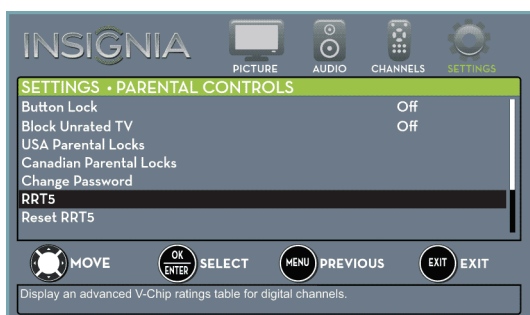 INSIGNIA
PICTURE AUDIO CHANNELS SETTINGS
SETTINGS • PARENTAL CONTROLS
Button Lock Off
Block Unrated TV Off
USA Parental Locks
Canadian Parental Locks
Change Password
RRT5
Reset RRT5
MOVE OK ENTER SELECT MENU PREVIOUS EXIT EXIT
Display an advanced V-Chip ratings table for digital channels.